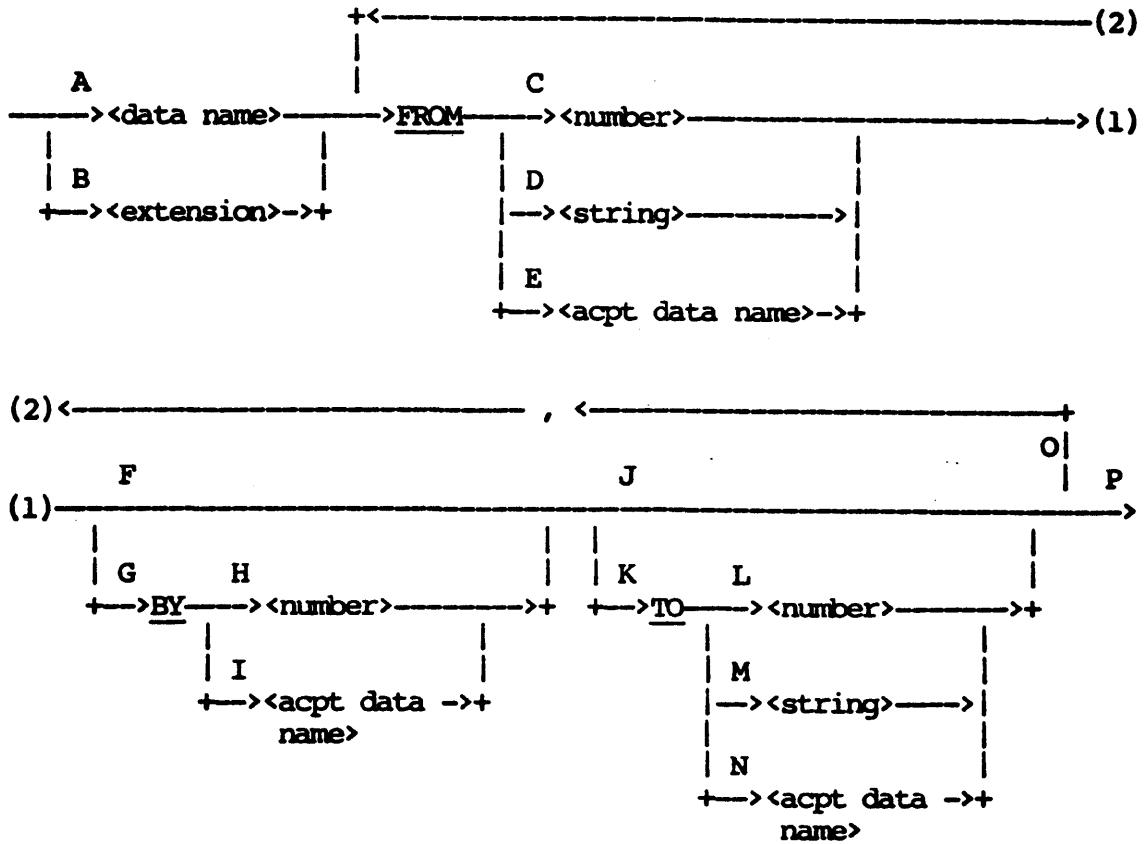 +<---------------------------------------(2)
A C
------><data name>---------->FROM------><number>------------------------>(1)
B D
+--><extension>->+ |--><string>--------->|
E
+--><acpt data name>->+
(2)<------------------------ , <-------------------------+
O|
F J P
(1)------------------------------------------------------------>
G H K L
+-->BY----><number>--------->+ +-->TO----><number>-------->+
I M
+--><acpt data ->+ |--><string>----->|
name>
N
+--><acpt data ->+
name>